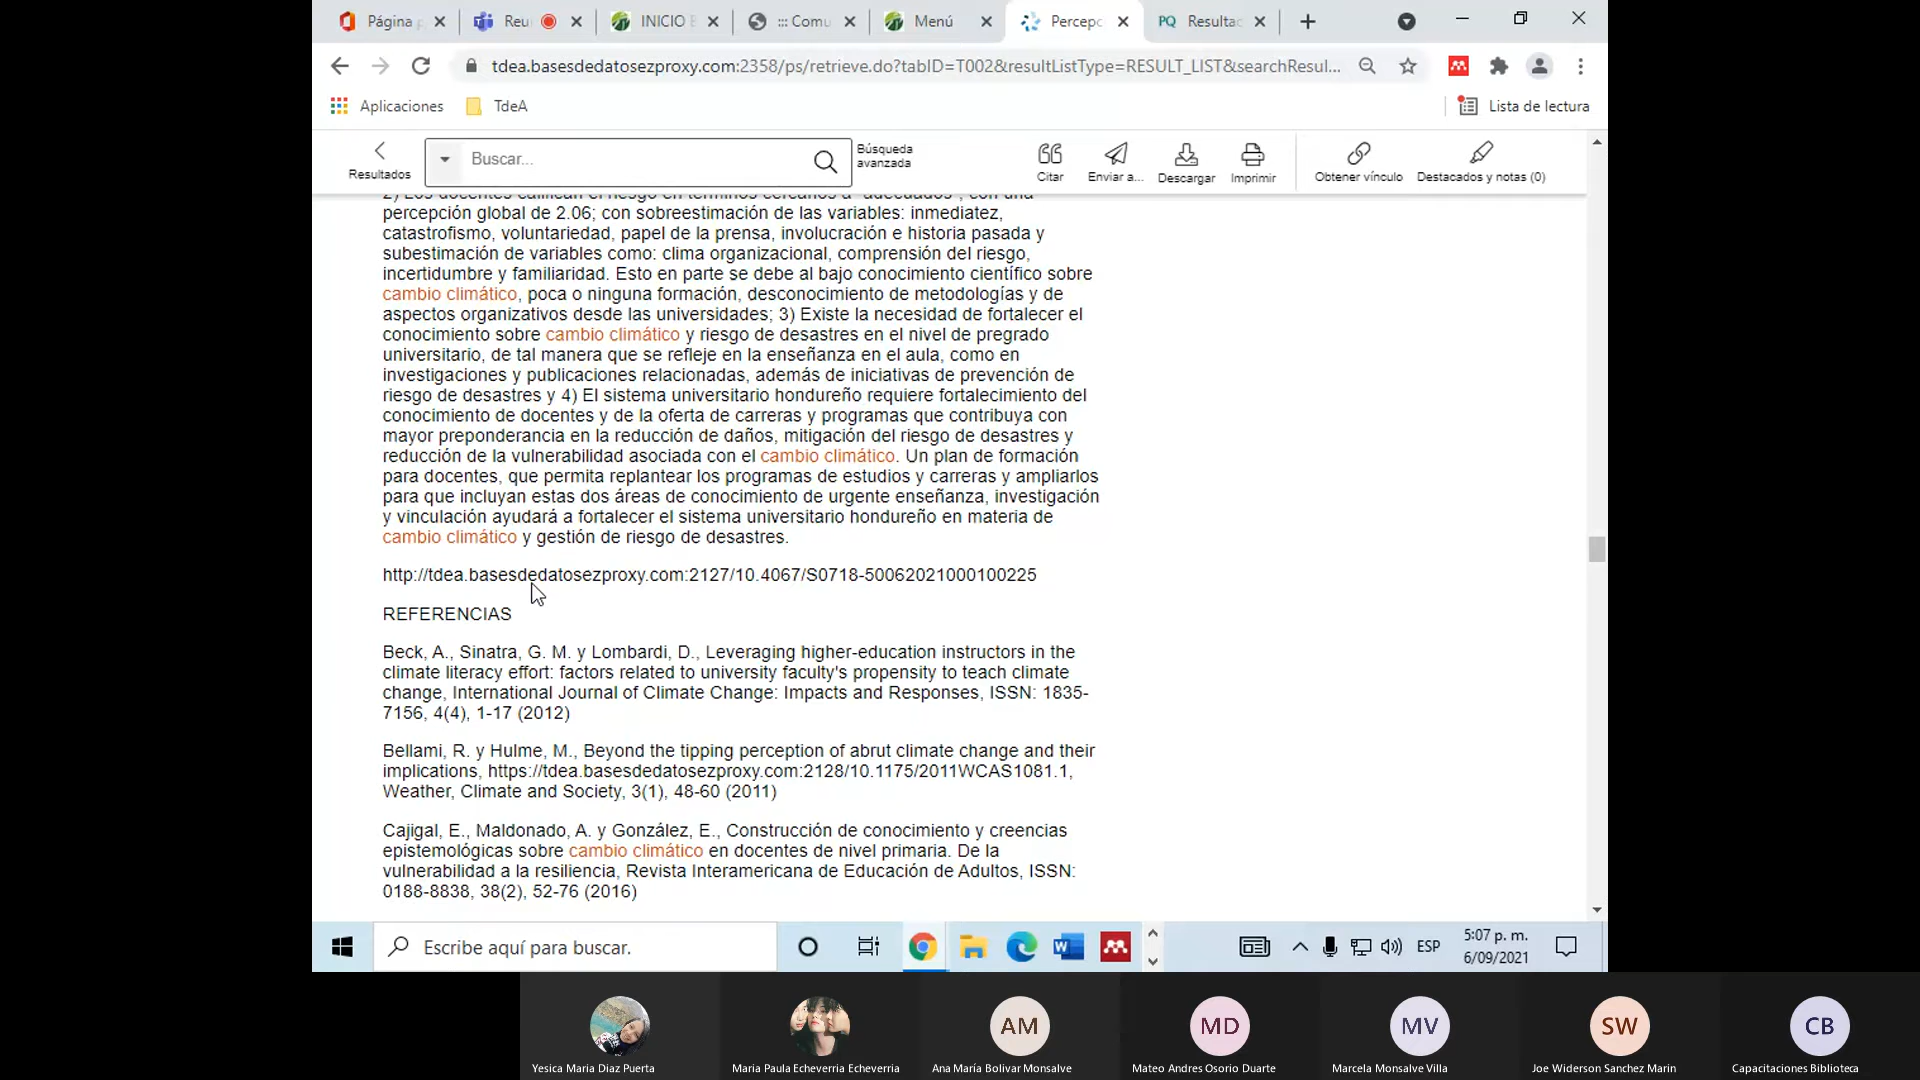 Página p
Reu
INICIO B
::: Comu
Menú
Percepc
PQ Resultac
tdea.basesdedatosezproxy.com:2358/ps/retrieve.do?tabID=T002&resultListType=RESULT_LIST&searchResul...
Aplicaciones
TdeA
Lista de lectura
Resultados
Buscar...
Búsqueda
avanzada
Citar
Enviar a...
Descargar
Imprimir
Obtener vínculo
Destacados y notas (0)
2) Los docentes califican el riesgo en términos cercanos a "adecuados", con una
percepción global de 2.06; con sobreestimación de las variables: inmediatez,
catastrofismo, voluntariedad, papel de la prensa, involucración e historia pasada y
subestimación de variables como: clima organizacional, comprensión del riesgo,
incertidumbre y familiaridad. Esto en parte se debe al bajo conocimiento científico sobre
cambio climático, poca o ninguna formación, desconocimiento de metodologías y de
aspectos organizativos desde las universidades; 3) Existe la necesidad de fortalecer el
conocimiento sobre cambio climático y riesgo de desastres en el nivel de pregrado
universitario, de tal manera que se refleje en la enseñanza en el aula, como en
investigaciones y publicaciones relacionadas, además de iniciativas de prevención de
riesgo de desastres y 4) El sistema universitario hondureño requiere fortalecimiento del
conocimiento de docentes y de la oferta de carreras y programas que contribuya con
mayor preponderancia en la reducción de daños, mitigación del riesgo de desastres y
reducción de la vulnerabilidad asociada con el cambio climático. Un plan de formación
para docentes, que permita replantear los programas de estudios y carreras y ampliarlos
para que incluyan estas dos áreas de conocimiento de urgente enseñanza, investigación
y vinculación ayudará a fortalecer el sistema universitario hondureño en materia de
cambio climático y gestión de riesgo de desastres.
http://tdea.basesdedatosezproxy.com:2127/10.4067/S0718-50062021000100225
REFERENCIAS
Beck, A., Sinatra, G. M. y Lombardi, D., Leveraging higher-education instructors in the
climate literacy effort: factors related to university faculty's propensity to teach climate
change, International Journal of Climate Change: Impacts and Responses, ISSN: 1835-
7156, 4(4), 1-17 (2012)
Bellami, R. y Hulme, M., Beyond the tipping perception of abrut climate change and their
implications, https://tdea.basesdedatosezproxy.com:2128/10.1175/2011WCAS1081.1,
Weather, Climate and Society, 3(1), 48-60 (2011)
Cajigal, E., Maldonado, A. y González, E., Construcción de conocimiento y creencias
epistemológicas sobre cambio climático en docentes de nivel primaria. De la
vulnerabilidad a la resiliencia, Revista Interamericana de Educación de Adultos, ISSN:
0188-8838, 38(2), 52-76 (2016)
Escribe aquí para buscar.
ESP
5:07 p. m.
6/09/2021
AM
MD
MV
SW
CB
Yesica Maria Diaz Puerta
Maria Paula Echeverria Echeverria
Ana María Bolivar Monsalve
Mateo Andres Osorio Duarte
Marcela Monsalve Villa
Joe Widerson Sanchez Marin
Capacitaciones Biblioteca